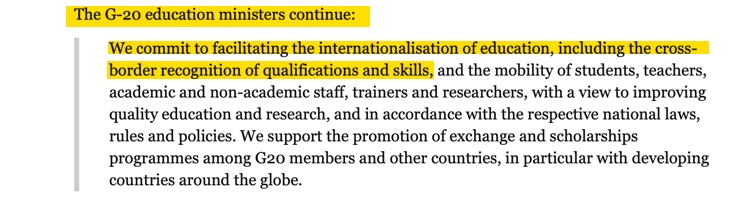 The G-20 education ministers continue:
We commit to facilitating the internationalisation of education, including the cross-
border recognition of qualifications and skills, and the mobility of students, teachers,
academic and non-academic staff, trainers and researchers, with a view to improving
quality education and research, and in accordance with the respective national laws,
rules and policies. We support the promotion of exchange and scholarships
programmes among G20 members and other countries, in particular with developing
countries around the globe.